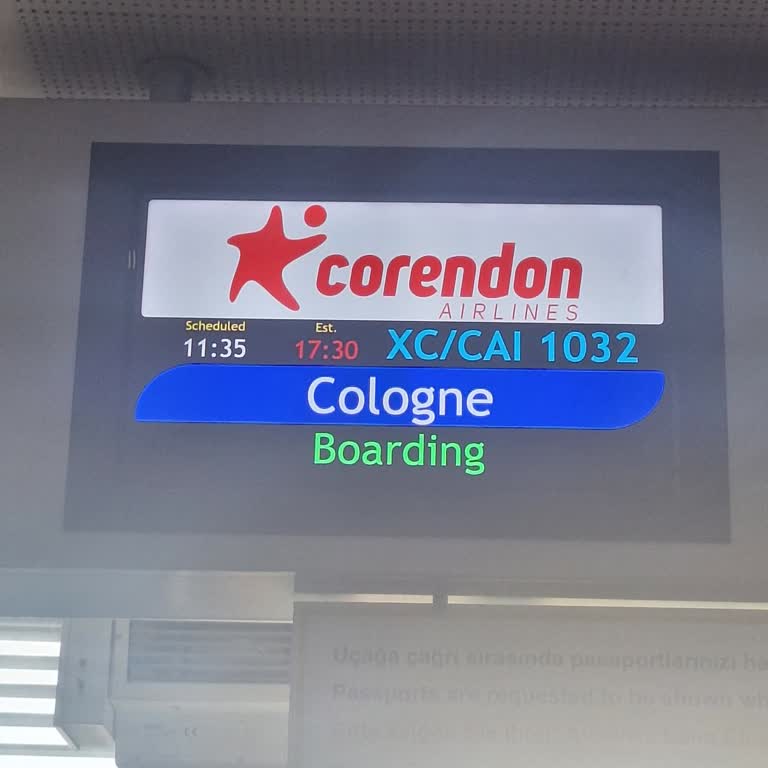 corendon
AIRLINES
Scheduled Est.
11:35 17:30 XC/CAI 1032
Cologne
Boarding
Uçağa çağrı sırasında pasaportlarınızı
Passports are requested to be shown